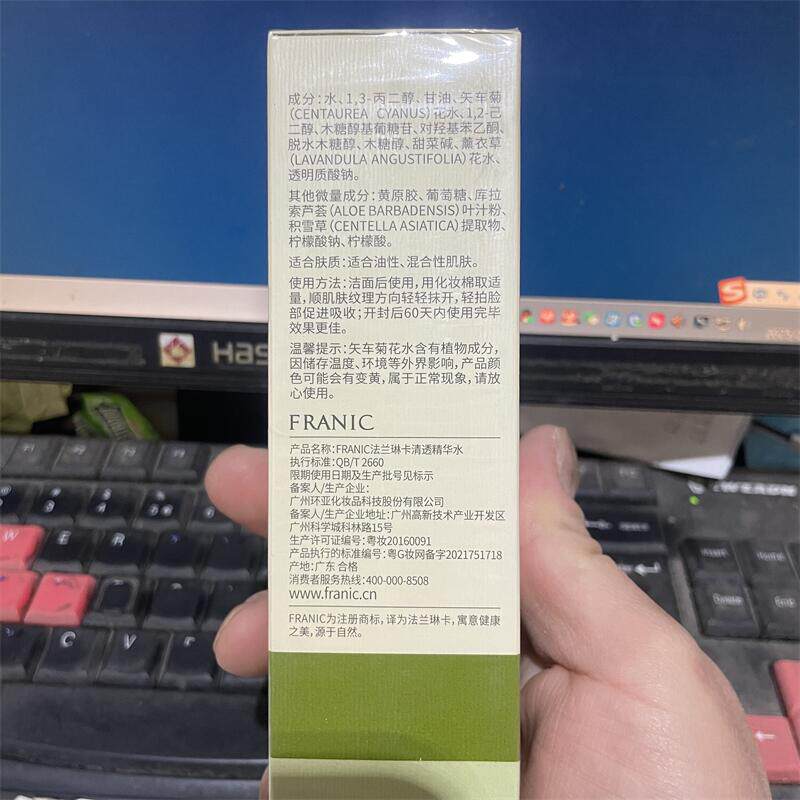 成分:水、1,3-丙二醇、甘油、矢车菊
(CENTAUREA CYANUS)花水、1,2-己
二醇、木糖醇基葡糖苷、对羟基苯乙酮、
脱水木糖醇、木糖醇、甜菜碱、薰衣草
(LAVANDULA ANGUSTIFOLIA)花水、
透明质酸钠。
其他微量成分:黄原胶、葡萄糖、库拉
索芦荟(ALOE BARBADENSIS)叶汁粉、
积雪草(CENTELLA ASIATICA)提取物、
柠檬酸钠、柠檬酸。
适合肤质:适合油性、混合性肌肤。
使用方法:洁面后使用,用化妆棉取适
量,顺肌肤纹理方向轻轻抹开,轻拍脸
部促进吸收;开封后60天内使用完毕
效果更佳。
温馨提示:矢车菊花水含有植物成分,
因储存温度、环境等外界影响,产品颜
色可能会有变黄,属于正常现象,请放
心使用。
FRANIC
产品名称:FRANIC法兰琳卡清透精华水
执行标准:QB/T 2660
限期使用日期及生产批号见标示
备案人/生产企业:
广州环亚化妆品科技股份有限公司
备案人/生产企业地址:广州高新技术产业开发区
广州科学城科林路15号
生产许可证编号:粤妆20160091
产品执行的标准编号:粤G妆网备字2021751718
产地:广东 合格
消费者服务热线:400-000-8508
www.franic.cn
FRANIC为注册商标,译为法兰琳卡,寓意健康
之美,源于自然。
Has
W
C
V
B
Insert
Home
Delete
End